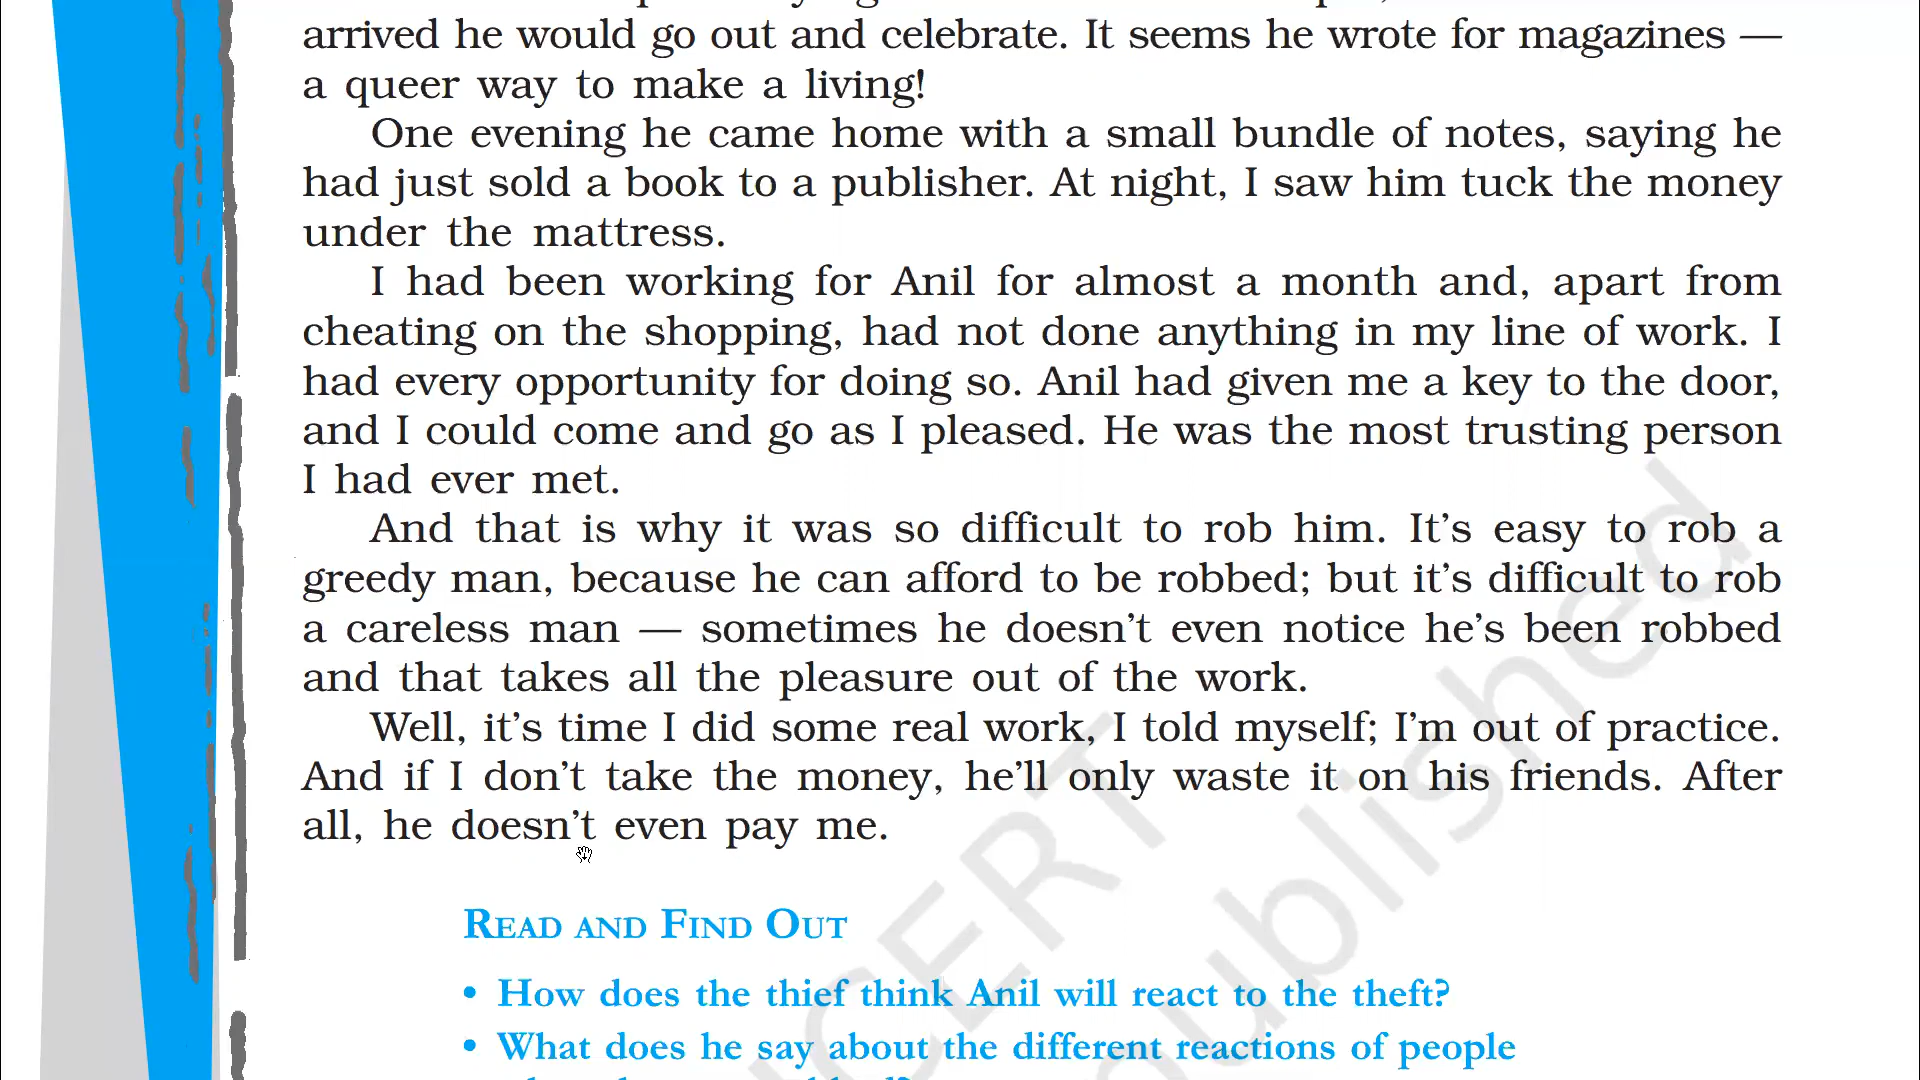 arrived he would go out and celebrate. It seems he wrote for magazines —
a queer way to make a living!
One evening he came home with a small bundle of notes, saying he
had just sold a book to a publisher. At night, I saw him tuck the money
under the mattress.
I had been working for Anil for almost a month and, apart from
cheating on the shopping, had not done anything in my line of work. I
had every opportunity for doing so. Anil had given me a key to the door,
and I could come and go as I pleased. He was the most trusting person
I had ever met.
And that is why it was so difficult to rob him. It’s easy to rob a
greedy man, because he can afford to be robbed; but it’s difficult to rob
a careless man — sometimes he doesn’t even notice he’s been robbed
and that takes all the pleasure out of the work.
Well, it’s time I did some real work, I told myself; I’m out of practice.
And if I don’t take the money, he’ll only waste it on his friends. After
all, he doesn’t even pay me.
READ AND FIND OUT
• How does the thief think Anil will react to the theft?
• What does he say about the different reactions of people